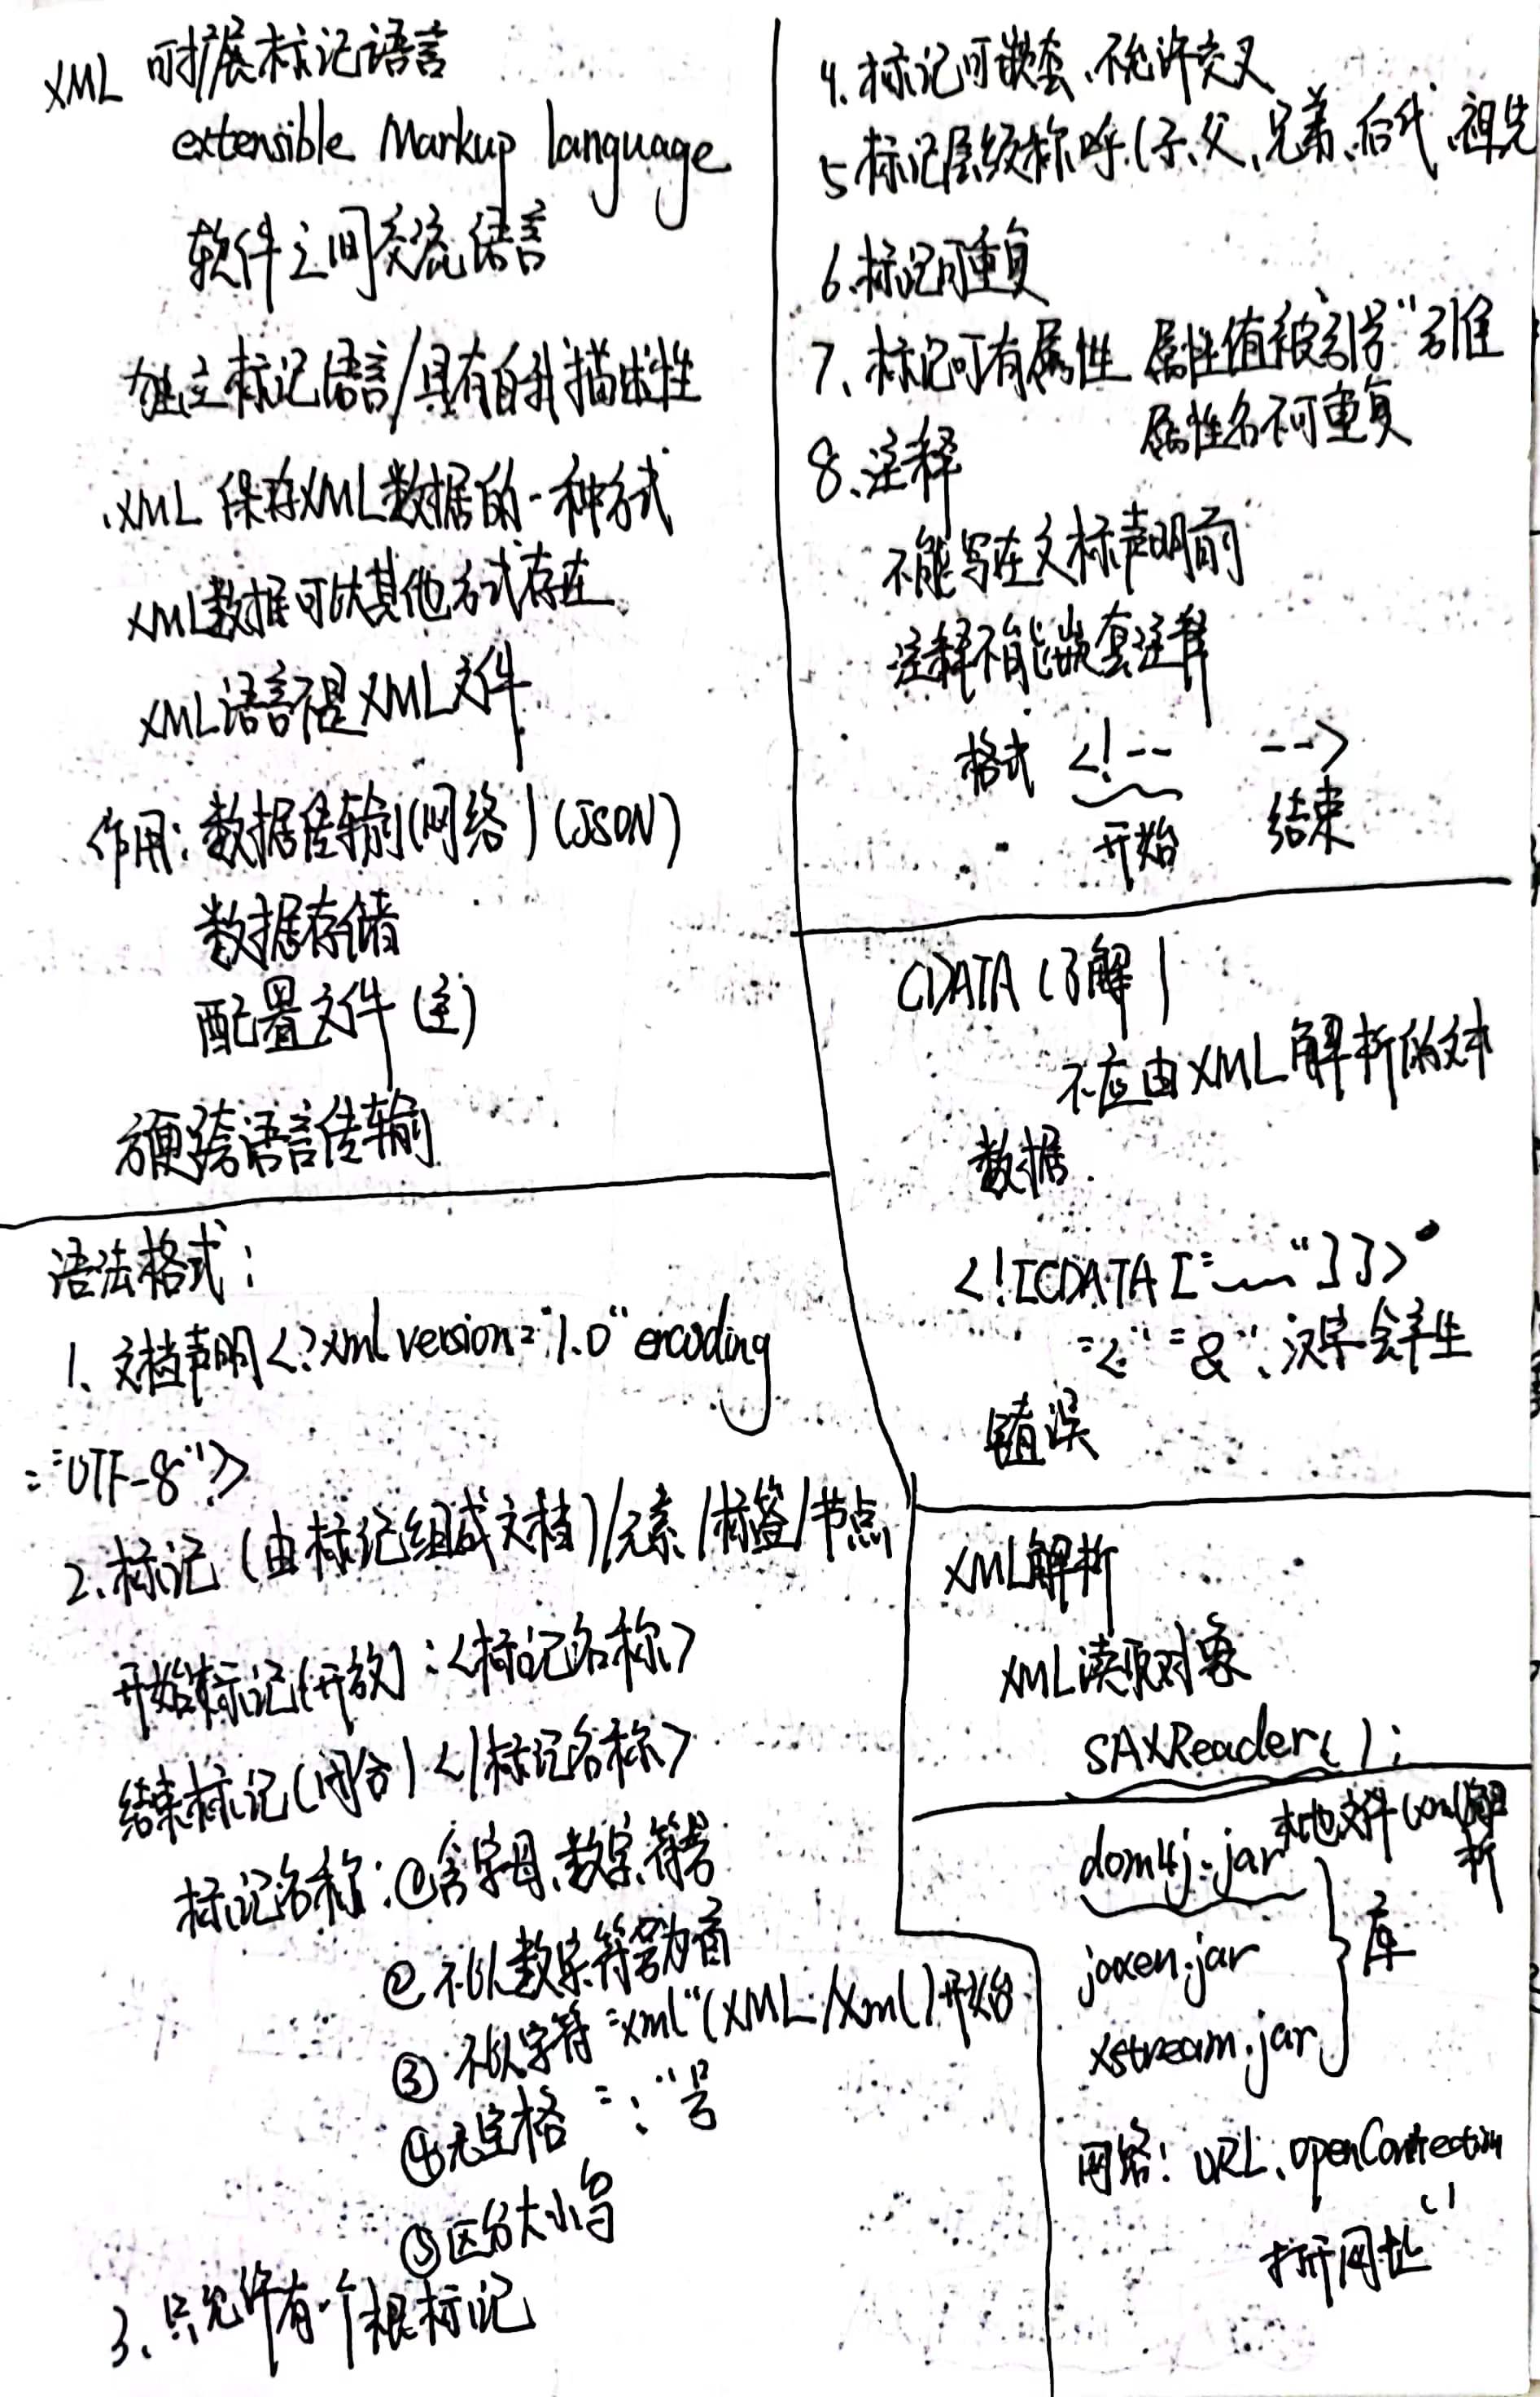 XML 可扩展标记语言
extensible Markup language
软件之间交流语言
独立标记语言/具有自我描述性
.XML 保存XML数据的一种方式
XML数据可以其他方式存在
XML语言不是XML文件
作用: 数据传输(网络)(JSON)
数据存储
配置文件(主)
方便跨语言传输
语法格式:
1、文档声明<?xml version="1.0" encoding
="UTF-8"?>
2、标记(由标记组成文档)/元素/标签/节点
开始标记(开放):<标记名称>
结束标记(闭合)</标记名称>
标记名称:①含字母、数字、符号
②不以数字、符号为首
③不以字符"xml"(XML/Xml)开始
④无空格 ":"号
⑤区分大小写
3、只允许有一个根标记
4、标记可嵌套、不允许交叉
5、标记层级称呼(子、父、兄弟、后代、祖先
6、标记可重复
7、标记可有属性 属性值被引号""引住
属性名不可重复
8、注释
不能写在文标声明前
注释不能嵌套注释
格式 <!-- -->
开始 结束
CDATA(了解)
不应由XML解析的文本
数据
<![CDATA["——"]]>
"<" "&"、汉字会产生
错误
XML解析
XML读取对象
SAXReader();
本地文件(xml解析
dom4j.jar
jaxen.jar
xstream.jar
库
网络: URL、openConnection
()
打开网址